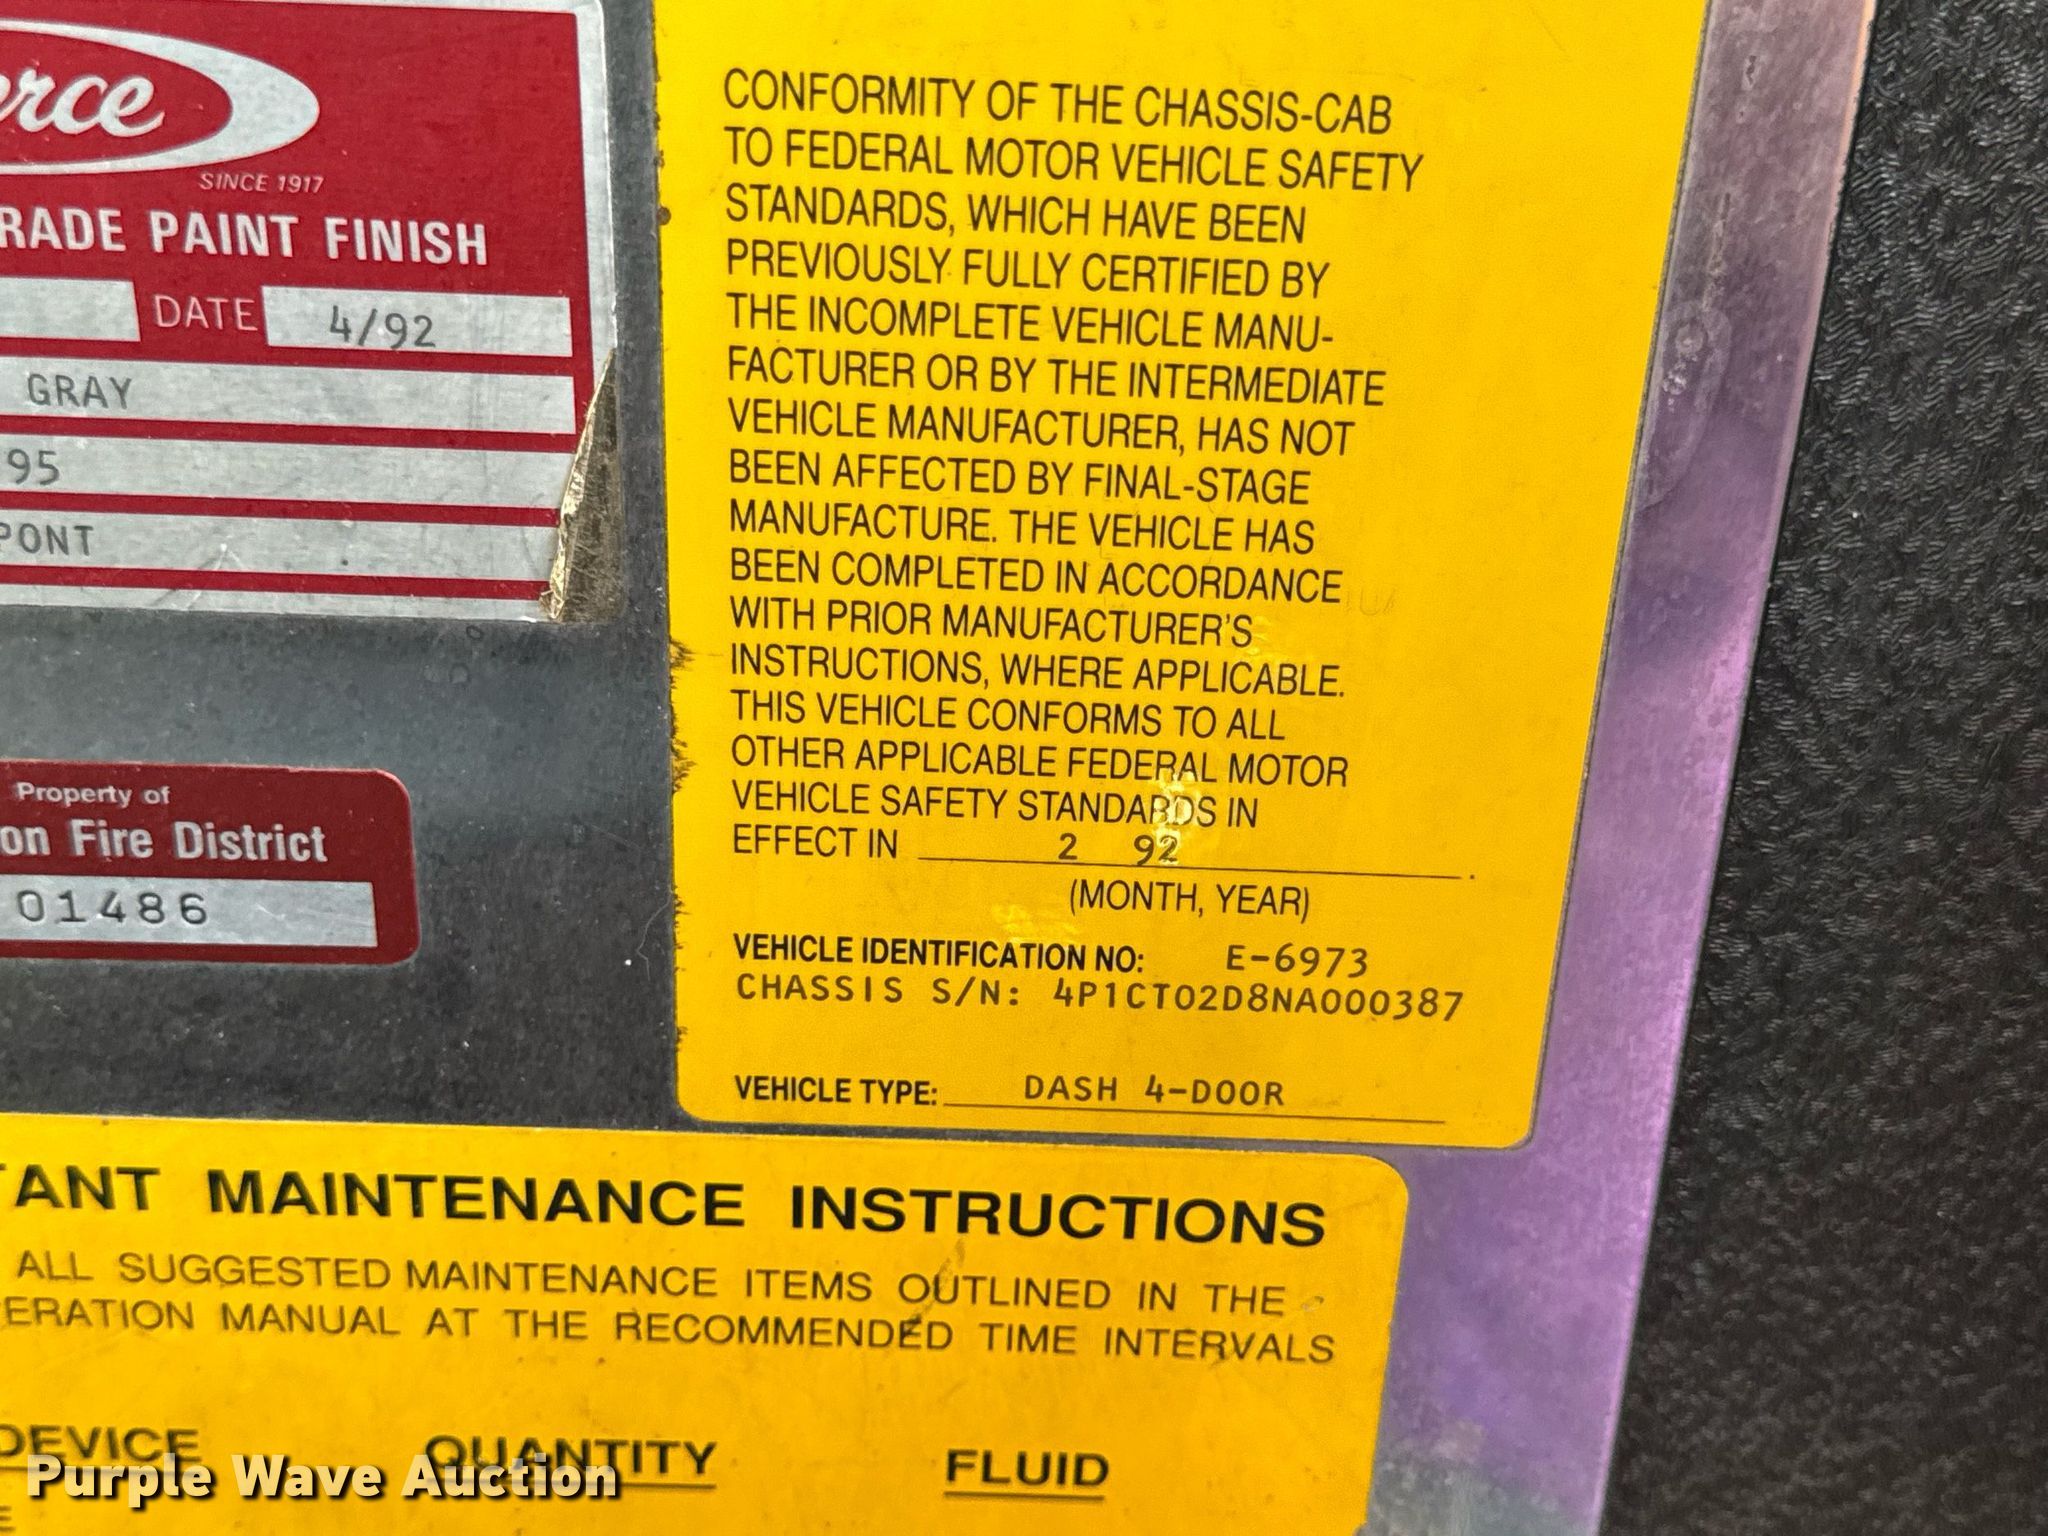 erce
SINCE 1917
RADE PAINT FINISH
DATE 4/92
GRAY
95
PONT
Property of
on Fire District
01486
CONFORMITY OF THE CHASSIS-CAB
TO FEDERAL MOTOR VEHICLE SAFETY
STANDARDS, WHICH HAVE BEEN
PREVIOUSLY FULLY CERTIFIED BY
THE INCOMPLETE VEHICLE MANU-
FACTURER OR BY THE INTERMEDIATE
VEHICLE MANUFACTURER, HAS NOT
BEEN AFFECTED BY FINAL-STAGE
MANUFACTURE. THE VEHICLE HAS
BEEN COMPLETED IN ACCORDANCE
WITH PRIOR MANUFACTURER'S
INSTRUCTIONS, WHERE APPLICABLE.
THIS VEHICLE CONFORMS TO ALL
OTHER APPLICABLE FEDERAL MOTOR
VEHICLE SAFETY STANDARDS IN
EFFECT IN 2 92.
(MONTH, YEAR)
VEHICLE IDENTIFICATION NO: E-6973
CHASSIS S/N: 4P1CT02D8NA000387
VEHICLE TYPE: DASH 4-DOOR
TANT MAINTENANCE INSTRUCTIONS
ALL SUGGESTED MAINTENANCE ITEMS OUTLINED IN THE
ERATION MANUAL AT THE RECOMMENDED TIME INTERVALS
DEVICE QUANTITY FLUID
Purple Wave Auction